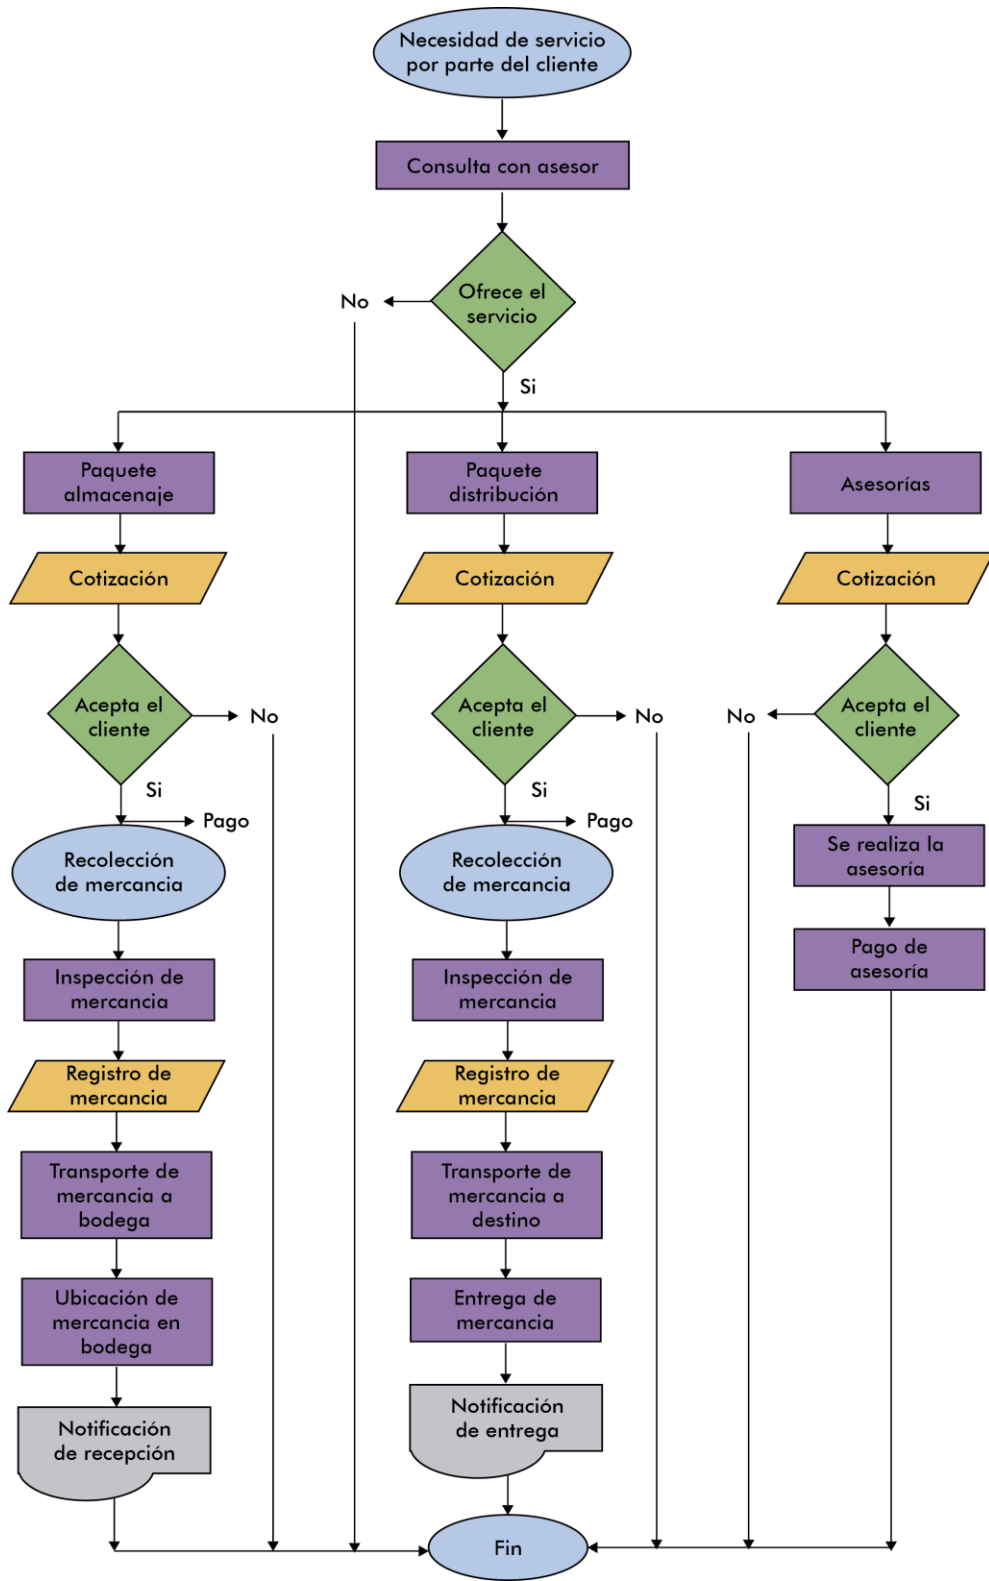 Necesidad de servicio
por parte del cliente
Consulta con asesor
Ofrece el
servicio
No
Si
Paquete
almacenaje
Cotización
Acepta el
cliente
No
Si
Pago
Recolección
de mercancia
Inspección de
mercancia
Registro de
mercancia
Transporte de
mercancia a
bodega
Ubicación de
mercancia en
bodega
Notificación
de recepción
Paquete
distribución
Cotización
Acepta el
cliente
No
Si
Pago
Recolección
de mercancia
Inspección de
mercancia
Registro de
mercancia
Transporte de
mercancia a
destino
Entrega de
mercancia
Notificación
de entrega
Asesorías
Cotización
Acepta el
cliente
No
Si
Se realiza la
asesoría
Pago de
asesoría
Fin